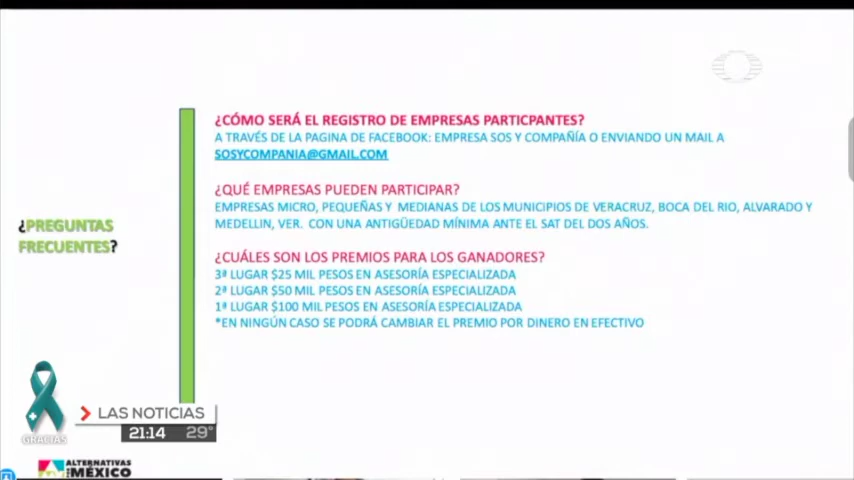 ¿CÓMO SERÁ EL REGISTRO DE EMPRESAS PARTICPANTES?
A TRAVÉS DE LA PAGINA DE FACEBOOK: EMPRESA SOS Y COMPAÑÍA O ENVIANDO UN MAIL A
SOSYCOMPANIA@GMAIL.COM
¿QUÉ EMPRESAS PUEDEN PARTICIPAR?
EMPRESAS MICRO, PEQUEÑAS Y MEDIANAS DE LOS MUNICIPIOS DE VERACRUZ, BOCA DEL RIO, ALVARADO Y
MEDELLIN, VER. CON UNA ANTIGÜEDAD MÍNIMA ANTE EL SAT DEL DOS AÑOS.
¿PREGUNTAS
FRECUENTES?
¿CUÁLES SON LOS PREMIOS PARA LOS GANADORES?
3ª LUGAR $25 MIL PESOS EN ASESORÍA ESPECIALIZADA
2ª LUGAR $50 MIL PESOS EN ASESORÍA ESPECIALIZADA
1ª LUGAR $100 MIL PESOS EN ASESORÍA ESPECIALIZADA
*EN NINGÚN CASO SE PODRÁ CAMBIAR EL PREMIO POR DINERO EN EFECTIVO
LAS NOTICIAS
21:14 29°
GRACIAS
ALTERNATIVAS
MÉXICO